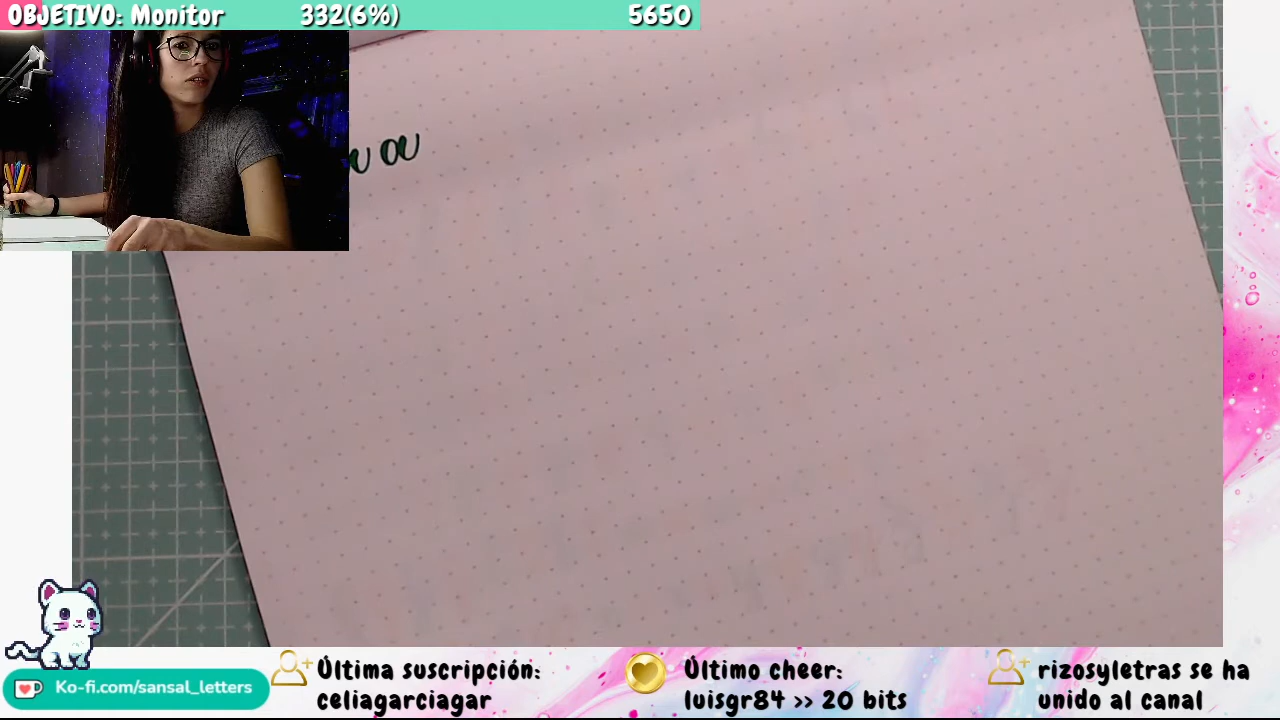 OBJETIVO: Monitor 332(6%) 5650
ou
Ko-fi.com/sansal_letters
Última suscripción:
celiagarciagar
Último cheer:
luisgr84 >> 20 bits
rizosyletras se ha
unido al canal